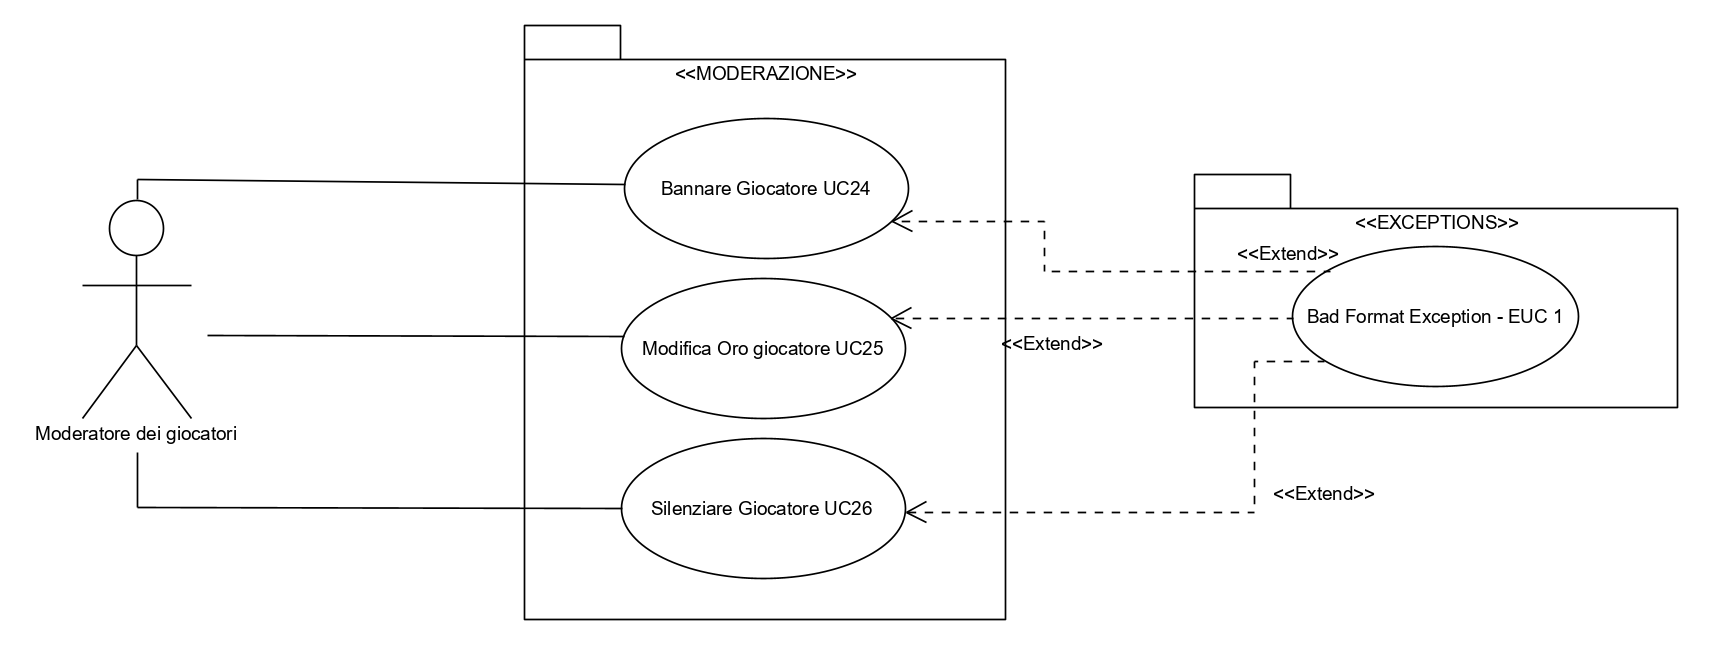 <<MODERAZIONE>>
Bannare Giocatore UC24
<<EXCEPTIONS>>
<<Extend>>
Bad Format Exception - EUC 1
Modifica Oro giocatore UC25
<<Extend>>
Moderatore dei giocatori
Silenziare Giocatore UC26
<<Extend>>